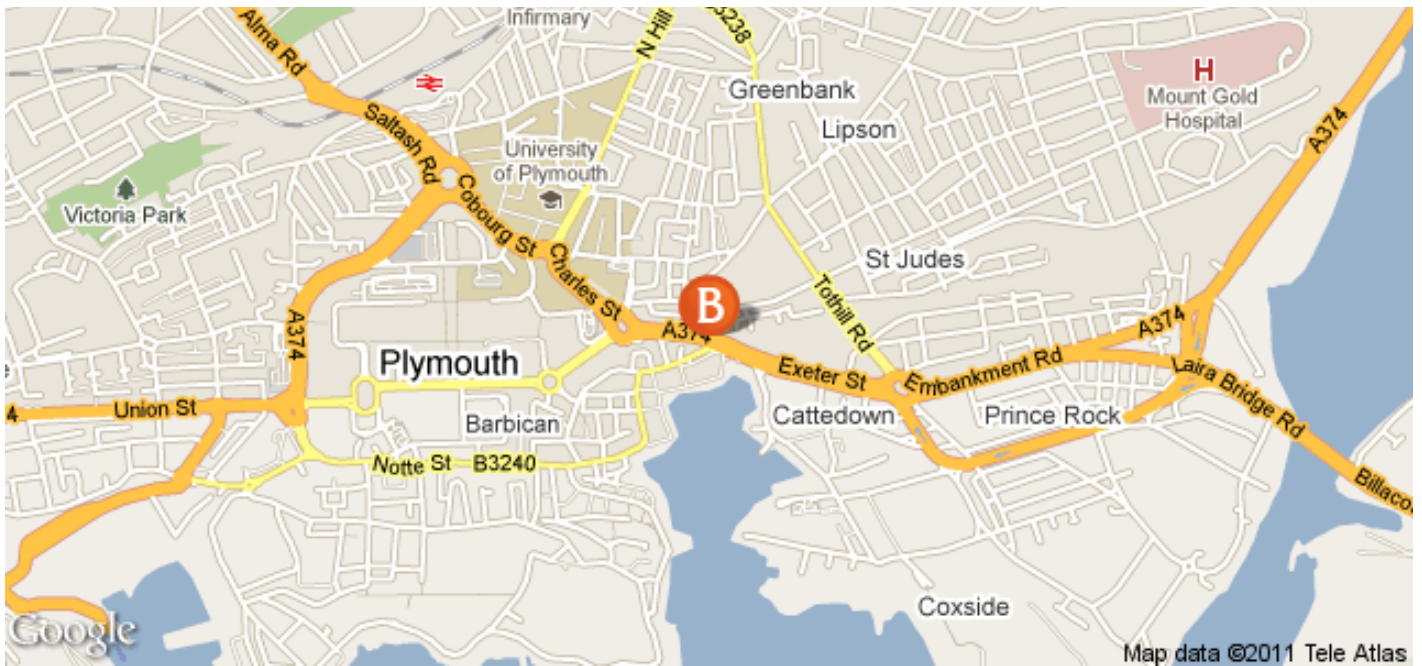 Infirmary
Alma Rd
N Hill
3238
Greenbank
H
Mount Gold
Hospital
Lipson
A374
Saltash Rd
University
of Plymouth
Victoria Park
Cobourg St
Charles St
St Judes
Tothill Rd
B
A374
A374
A374
Plymouth
Exeter St
Embankment Rd
Laira Bridge Rd
4
Union St
Barbican
Cattedown
Prince Rock
Notte St
B3240
Billaco
Coxside
Google
Map data ©2011 Tele Atlas